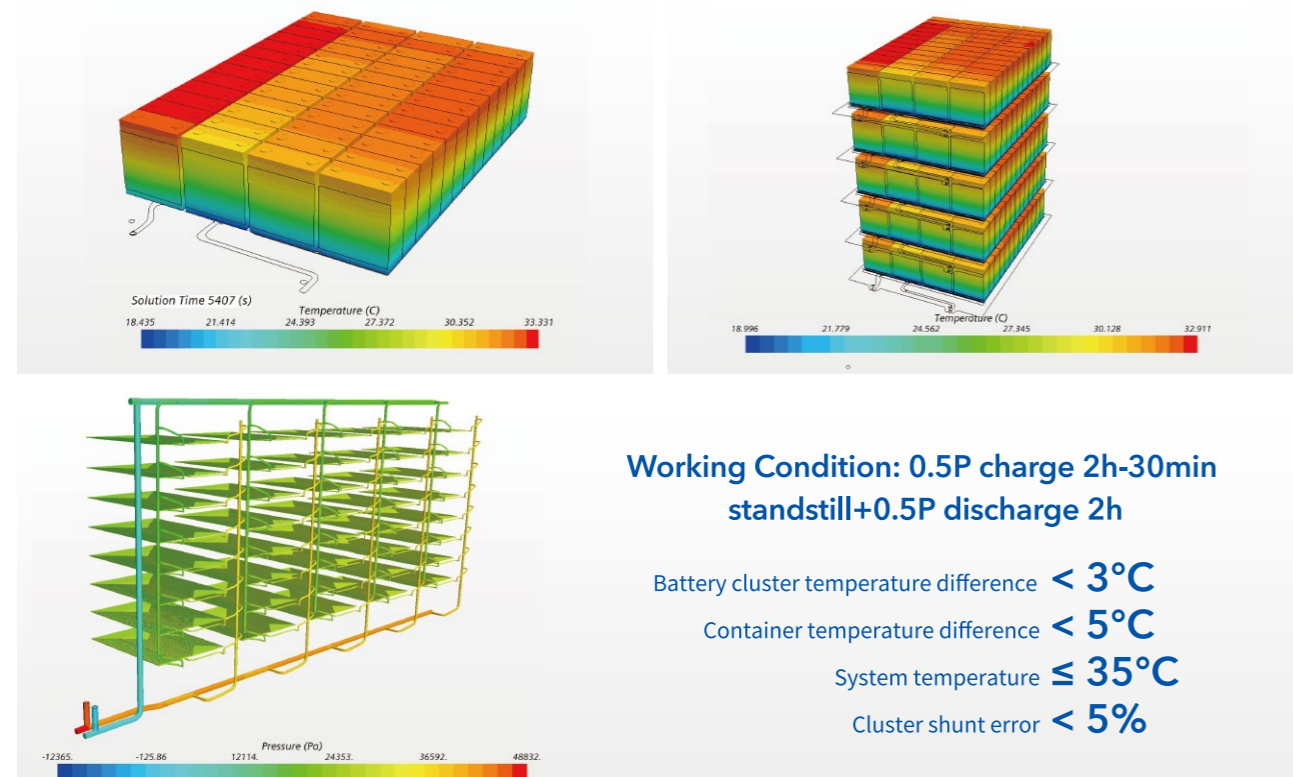 Solution Time 5407 (s)
Temperature (C)
18.435 21.414 24.393 27.372 30.352 33.331
Temperature (C)
18.996 21.779 24.562 27.345 30.128 32.911
Working Condition: 0.5P charge 2h-30min
standstill+0.5P discharge 2h
Battery cluster temperature difference < 3°C
Container temperature difference < 5°C
System temperature ≤ 35°C
Cluster shunt error < 5%
Pressure (Pa)
-12365. -125.86 12114. 24353. 36592. 48832.